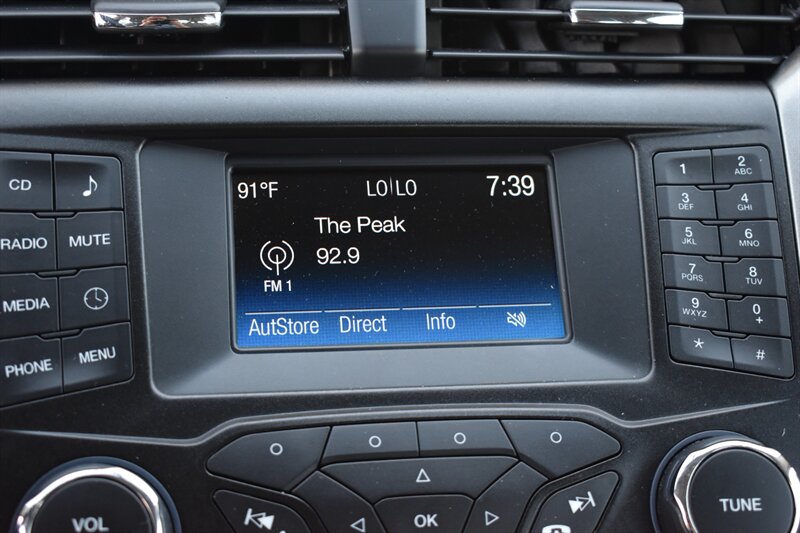 91°F LO LO 7:39
The Peak
92.9
FM 1
AutStore Direct Info
CD
RADIO MUTE
MEDIA
PHONE MENU
1 2 ABC
3 DEF 4 GHI
5 JKL 6 MNO
7 PQRS 8 TUV
9 WXYZ 0 +
* #
VOL OK TUNE